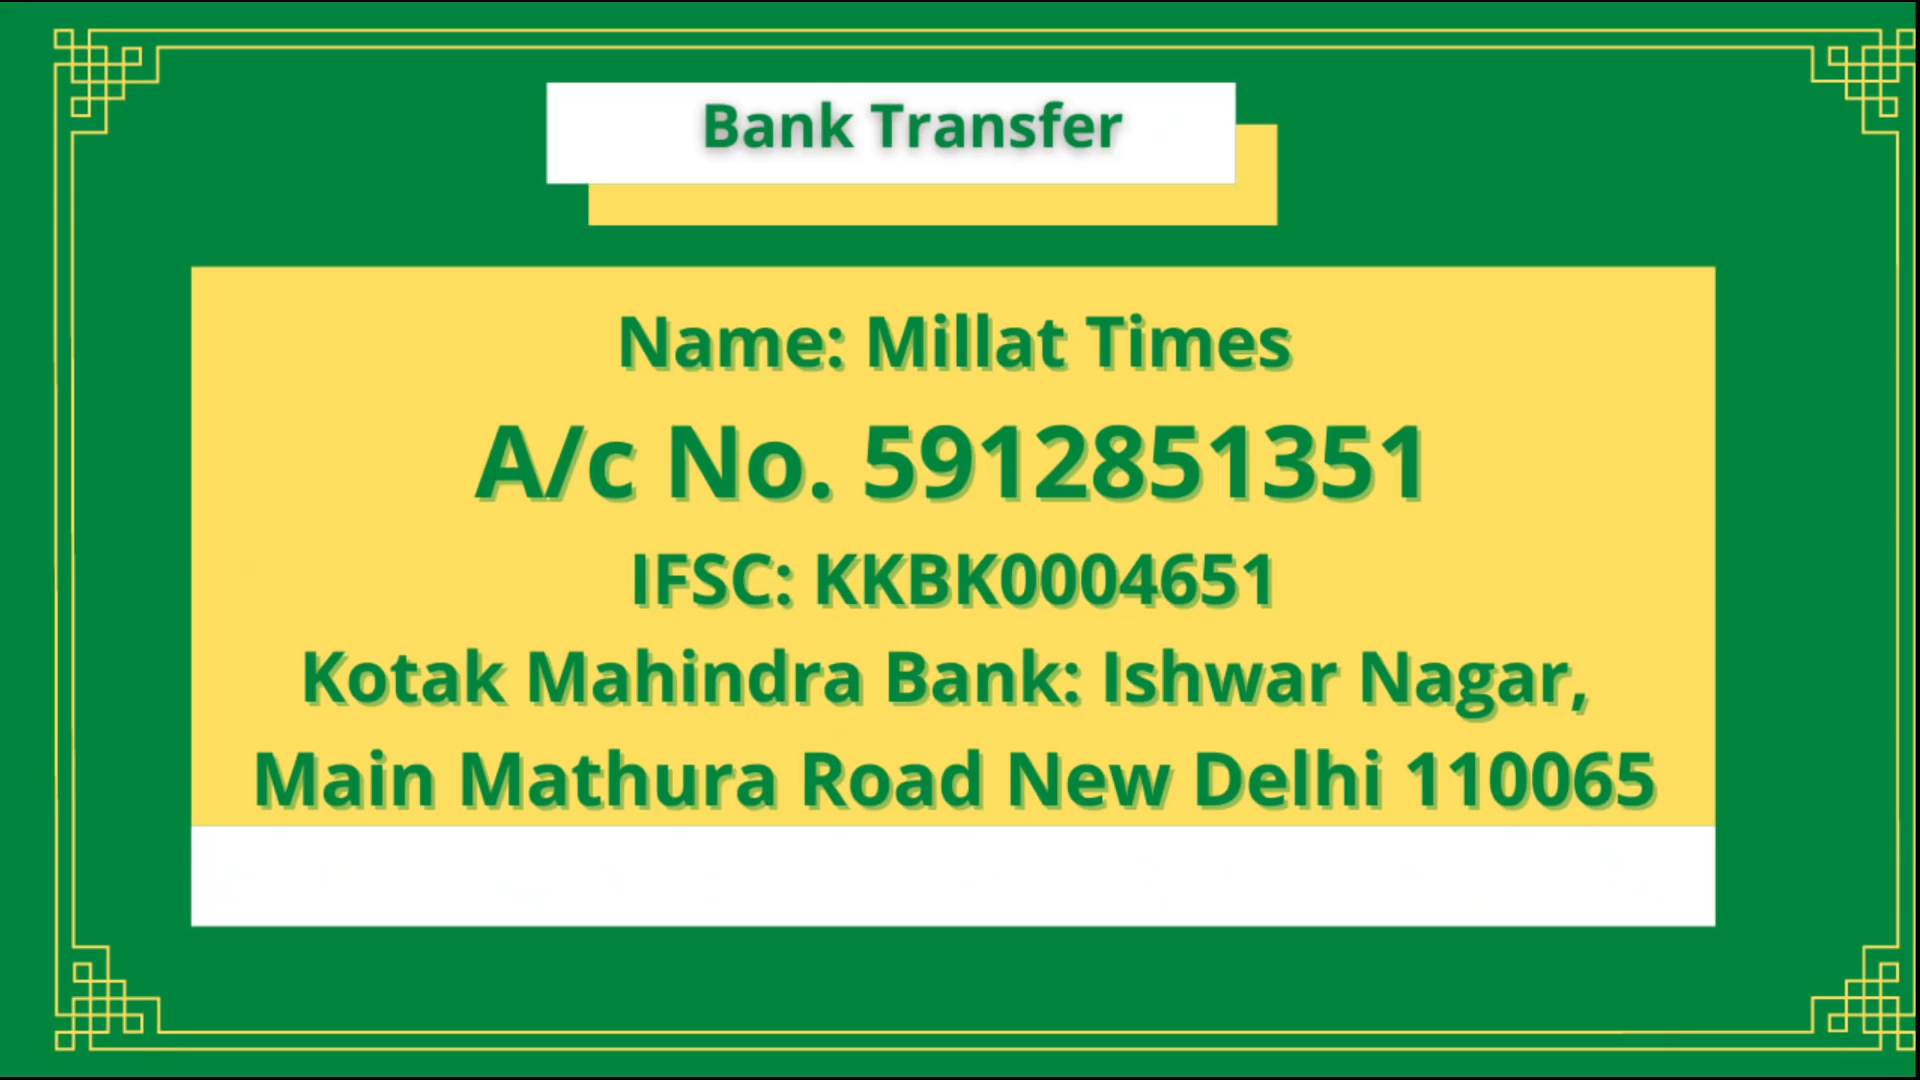 Bank Transfer
Name: Millat Times
A/c No. 5912851351
IFSC: KKBK0004651
Kotak Mahindra Bank: Ishwar Nagar,
Main Mathura Road New Delhi 110065